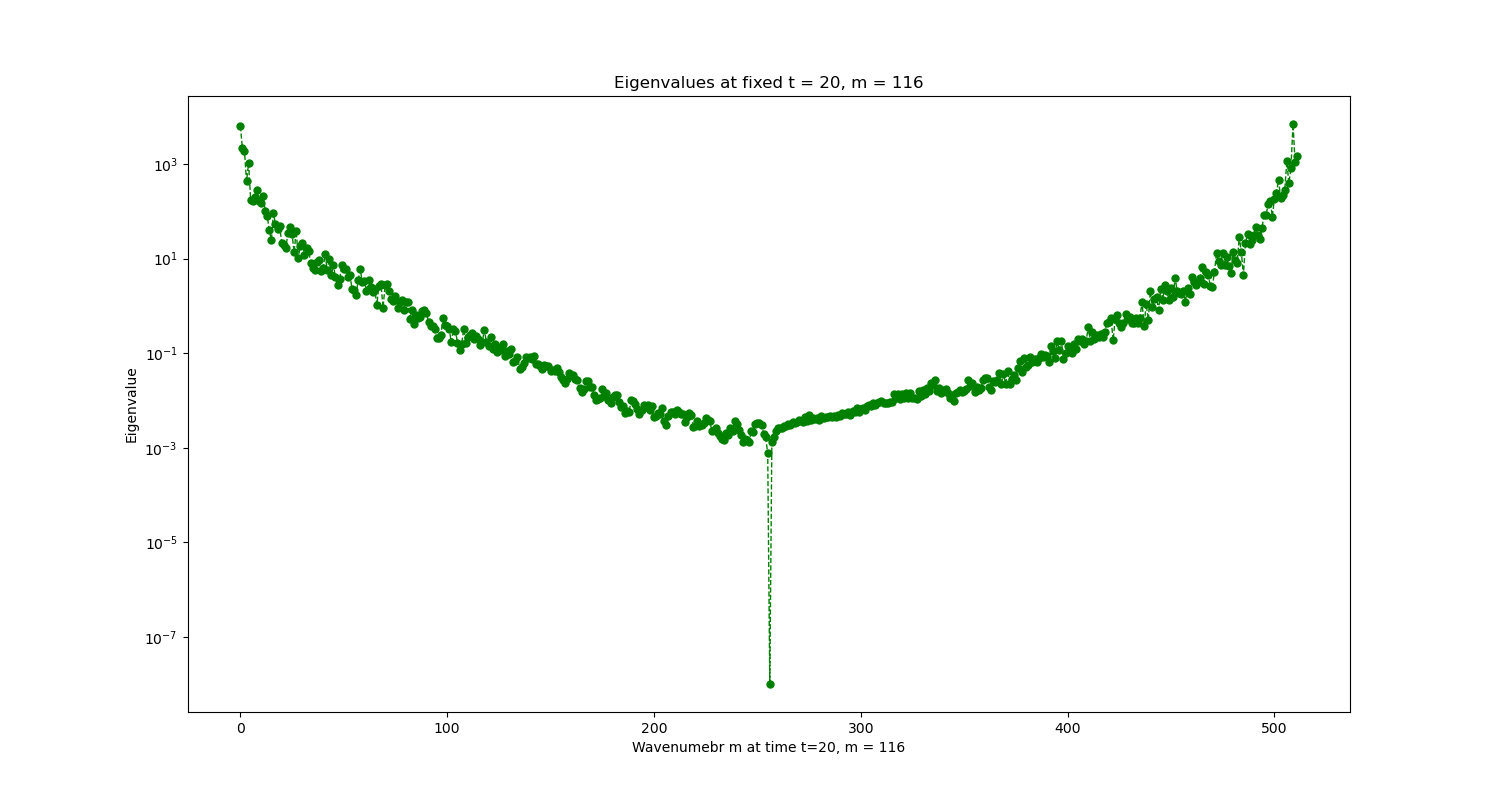 Eigenvalues at fixed t = 20, m = 116
Eigenvalue
10^3
10^1
10^-1
10^-3
10^-5
10^-7
0 100 200 300 400 500
Wavenumebr m at time t=20, m = 116